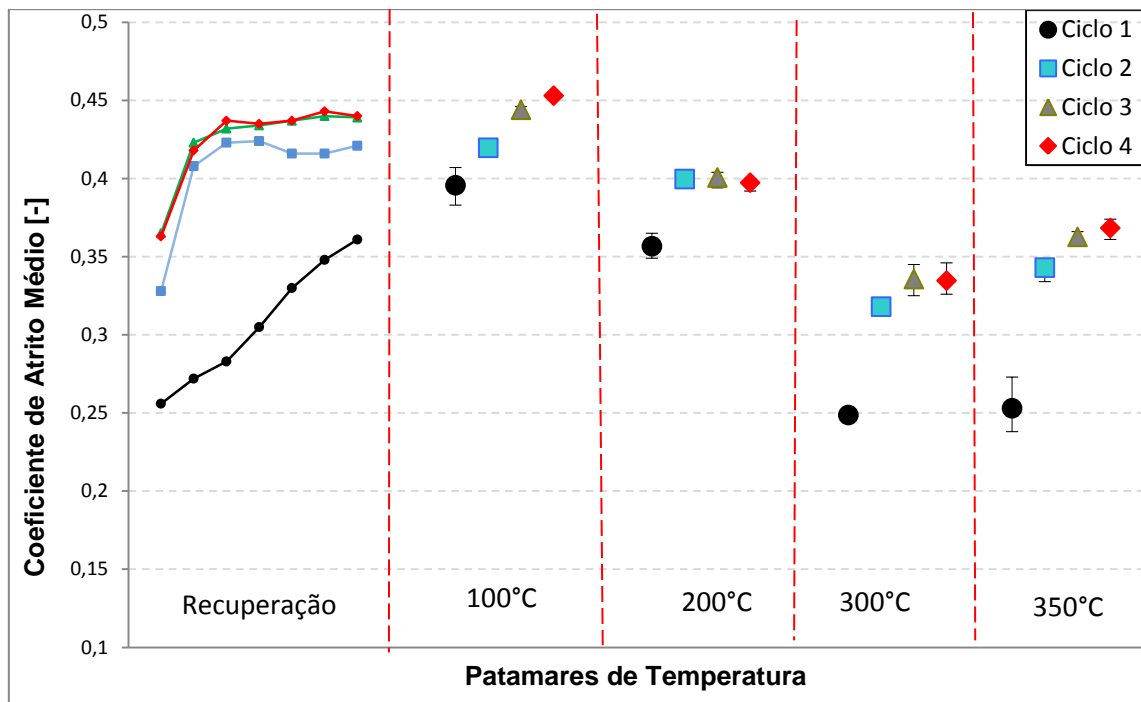 0,5
0,45
0,4
0,35
0,3
0,25
0,2
0,15
0,1
Coeficiente de Atrito Médio [-]
Ciclo 1
Ciclo 2
Ciclo 3
Ciclo 4
Recuperação
100°C
200°C
300°C
350°C
Patamares de Temperatura